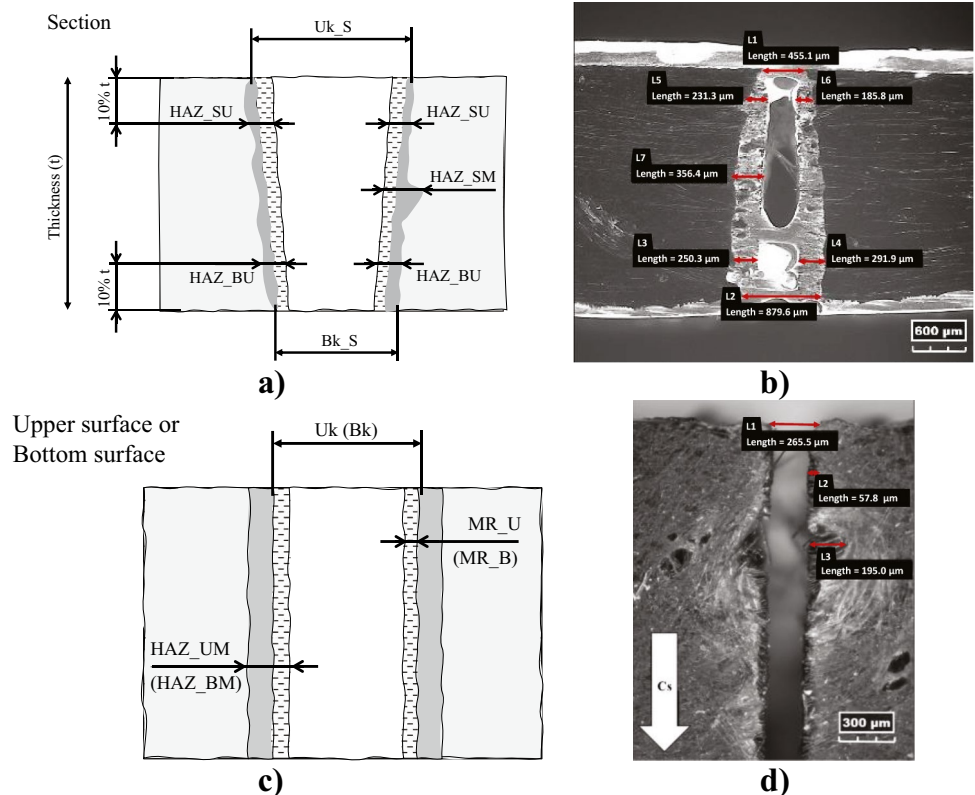 Section
Uk_S
10% t
HAZ_SU
HAZ_SU
HAZ_SM
Thickness (t)
HAZ_BU
HAZ_BU
10% t
Bk_S
a)
L1
Length = 455.1 µm
L5
Length = 231.3 µm
L6
Length = 185.8 µm
L7
Length = 356.4 µm
L3
Length = 250.3 µm
L4
Length = 291.9 µm
L2
Length = 879.6 µm
600 µm
b)
Upper surface or
Bottom surface
Uk (Bk)
MR_U
(MR_B)
HAZ_UM
(HAZ_BM)
c)
L1
Length = 265.5 µm
L2
Length = 57.8 µm
L3
Length = 195.0 µm
Cs
300 µm
d)